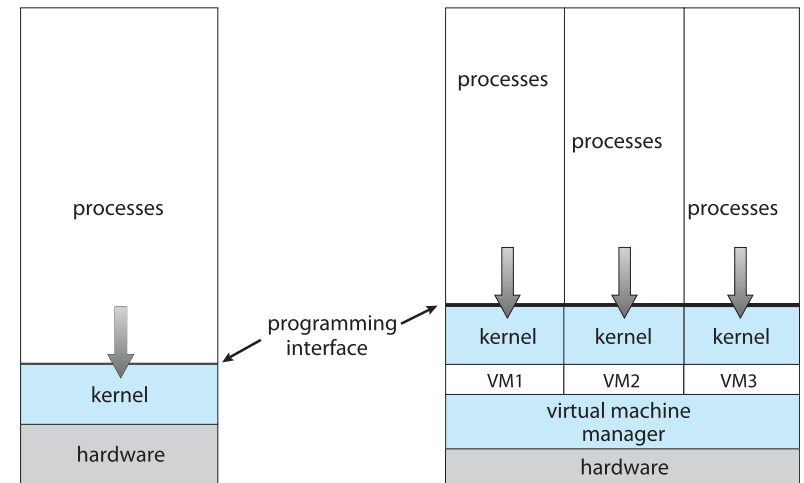 processes
kernel
hardware
programming
interface
processes
processes
processes
kernel
kernel
kernel
VM1
VM2
VM3
virtual machine
manager
hardware